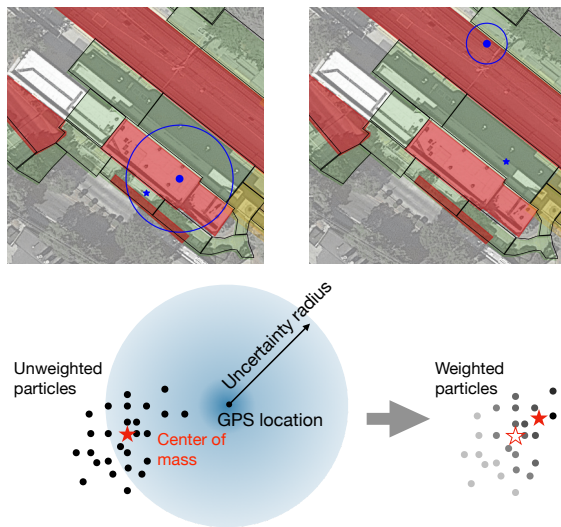 Uncertainty radius
Unweighted
particles
GPS location
Center of
mass
Weighted
particles